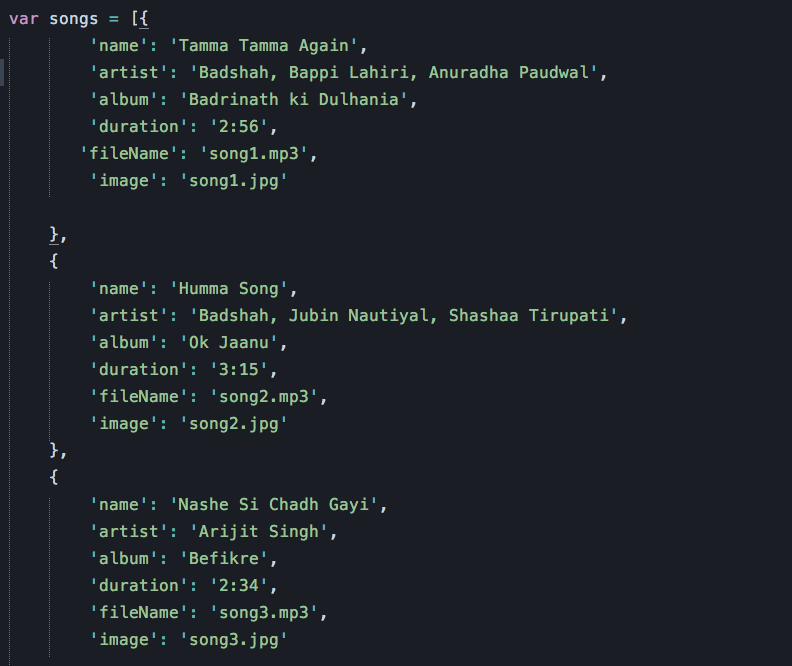 var songs = [{
'name': 'Tamma Tamma Again',
'artist': 'Badshah, Bappi Lahiri, Anuradha Paudwal',
'album': 'Badrinath ki Dulhania',
'duration': '2:56',
'fileName': 'song1.mp3',
'image': 'song1.jpg'
},
{
'name': 'Humma Song',
'artist': 'Badshah, Jubin Nautiyal, Shashaa Tirupati',
'album': 'Ok Jaanu',
'duration': '3:15',
'fileName': 'song2.mp3',
'image': 'song2.jpg'
},
{
'name': 'Nashe Si Chadh Gayi',
'artist': 'Arijit Singh',
'album': 'Befikre',
'duration': '2:34',
'fileName': 'song3.mp3',
'image': 'song3.jpg'